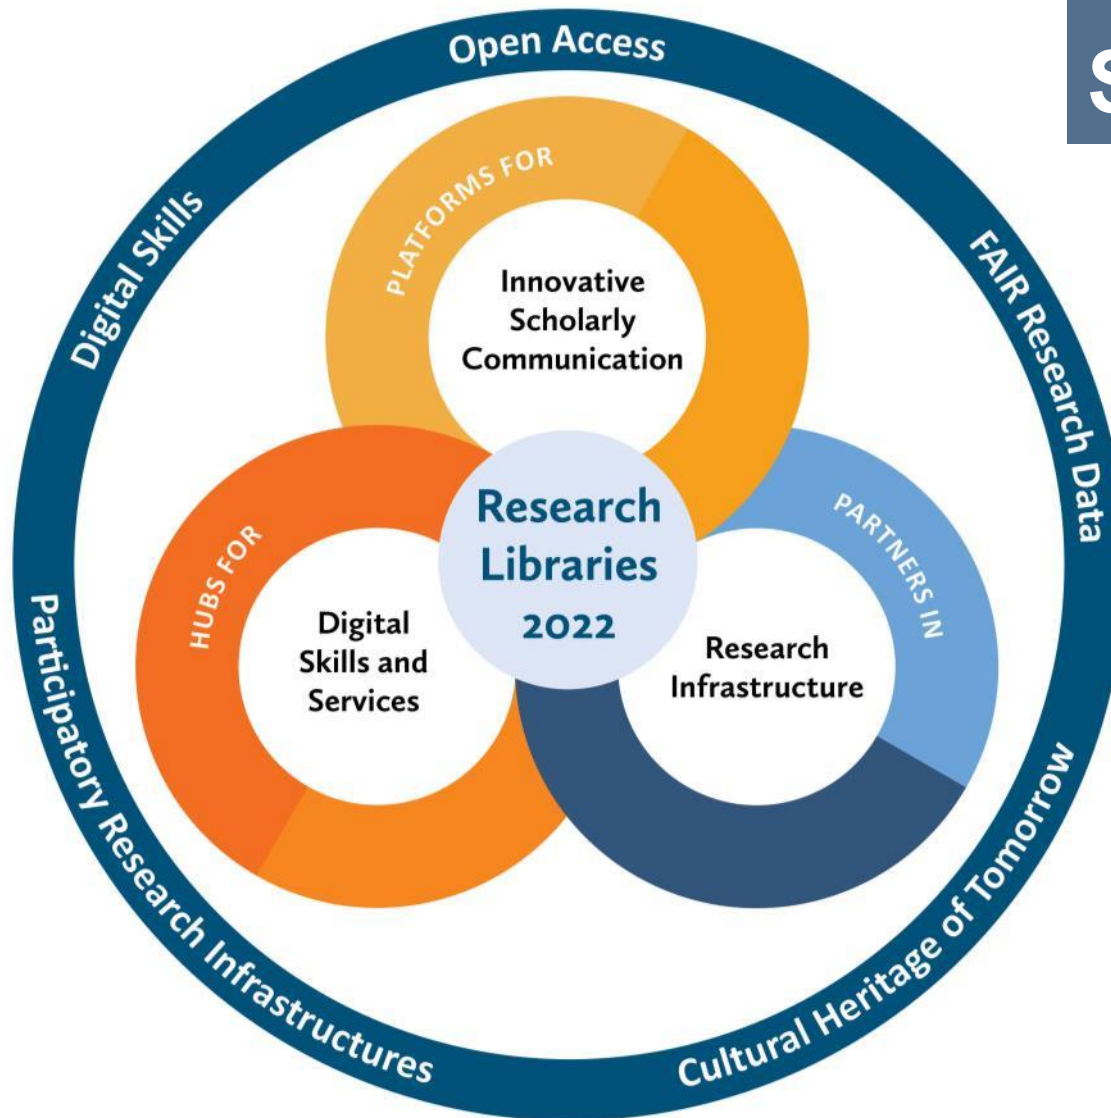 Open Access
S
Digital Skills
FAIR Research Data
PLATFORMS FOR
Innovative
Scholarly
Communication
Research
Libraries
2022
PARTNERS IN
HUBS FOR
Digital
Skills and
Services
Research
Infrastructure
Participatory Research Infrastructures
Cultural Heritage of Tomorrow